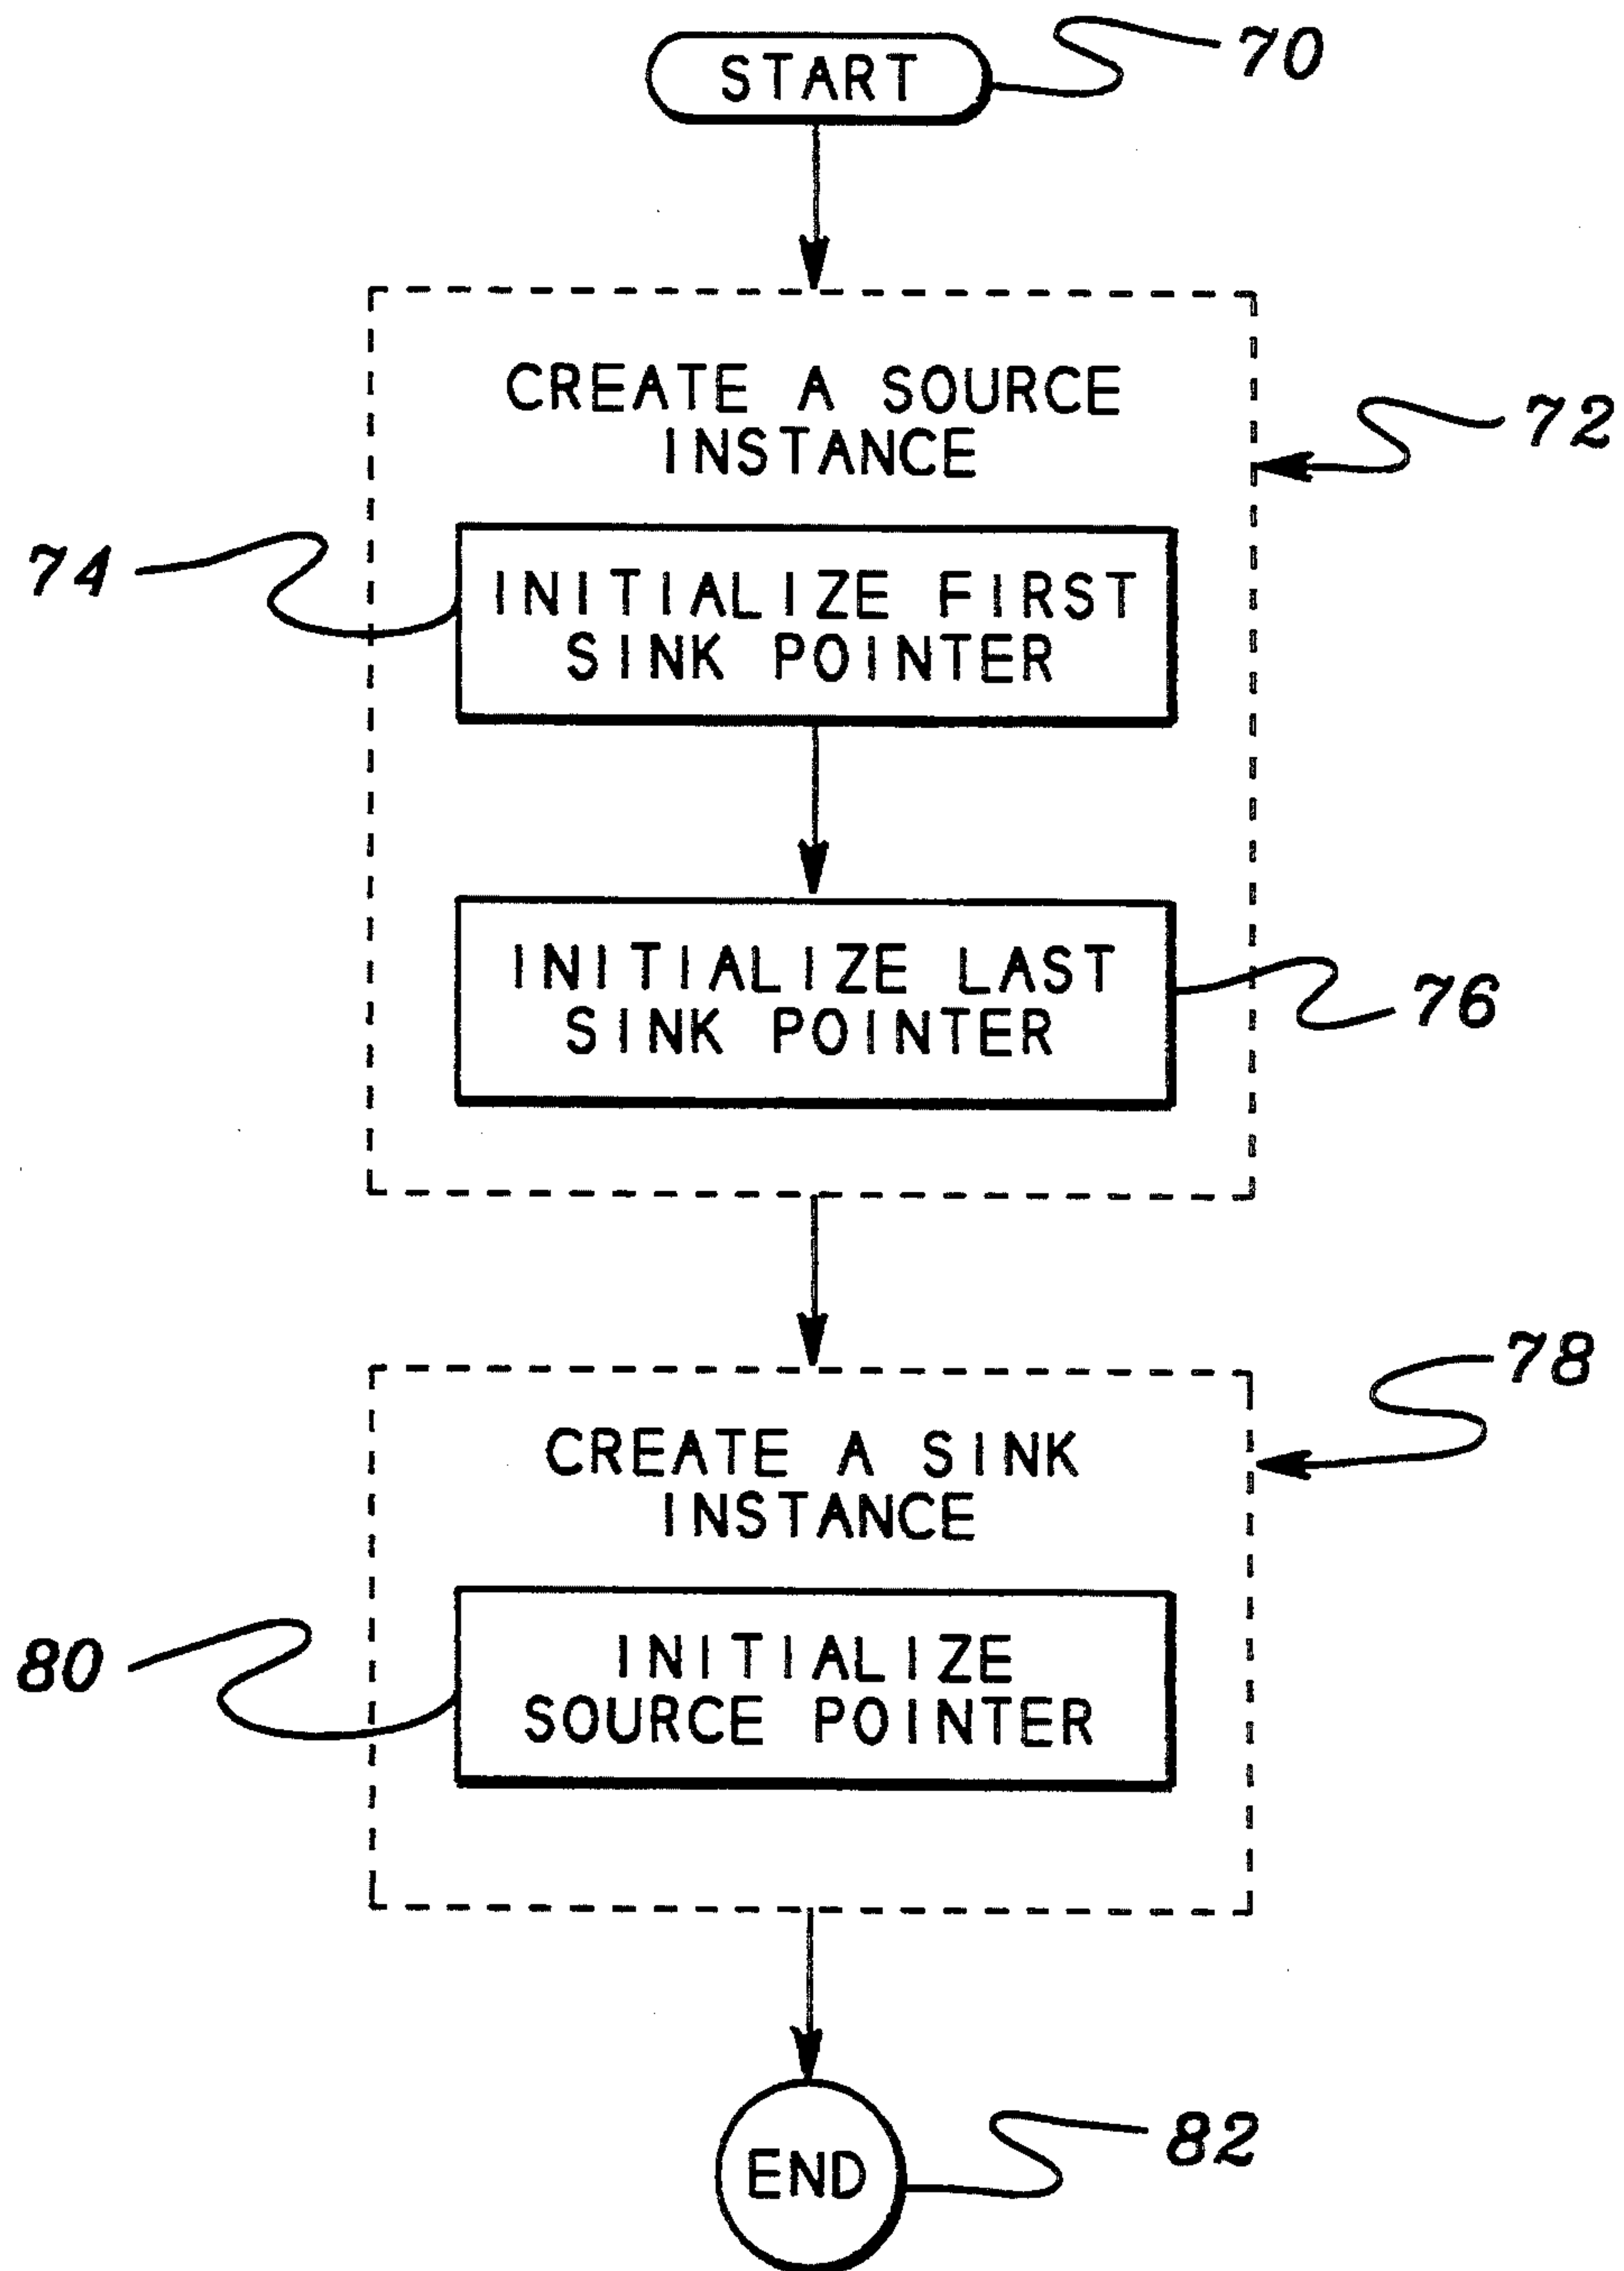 START
70
CREATE A SOURCE
INSTANCE
72
74
INITIALIZE FIRST
SINK POINTER
INITIALIZE LAST
SINK POINTER
76
78
CREATE A SINK
INSTANCE
80
INITIALIZE
SOURCE POINTER
END
82